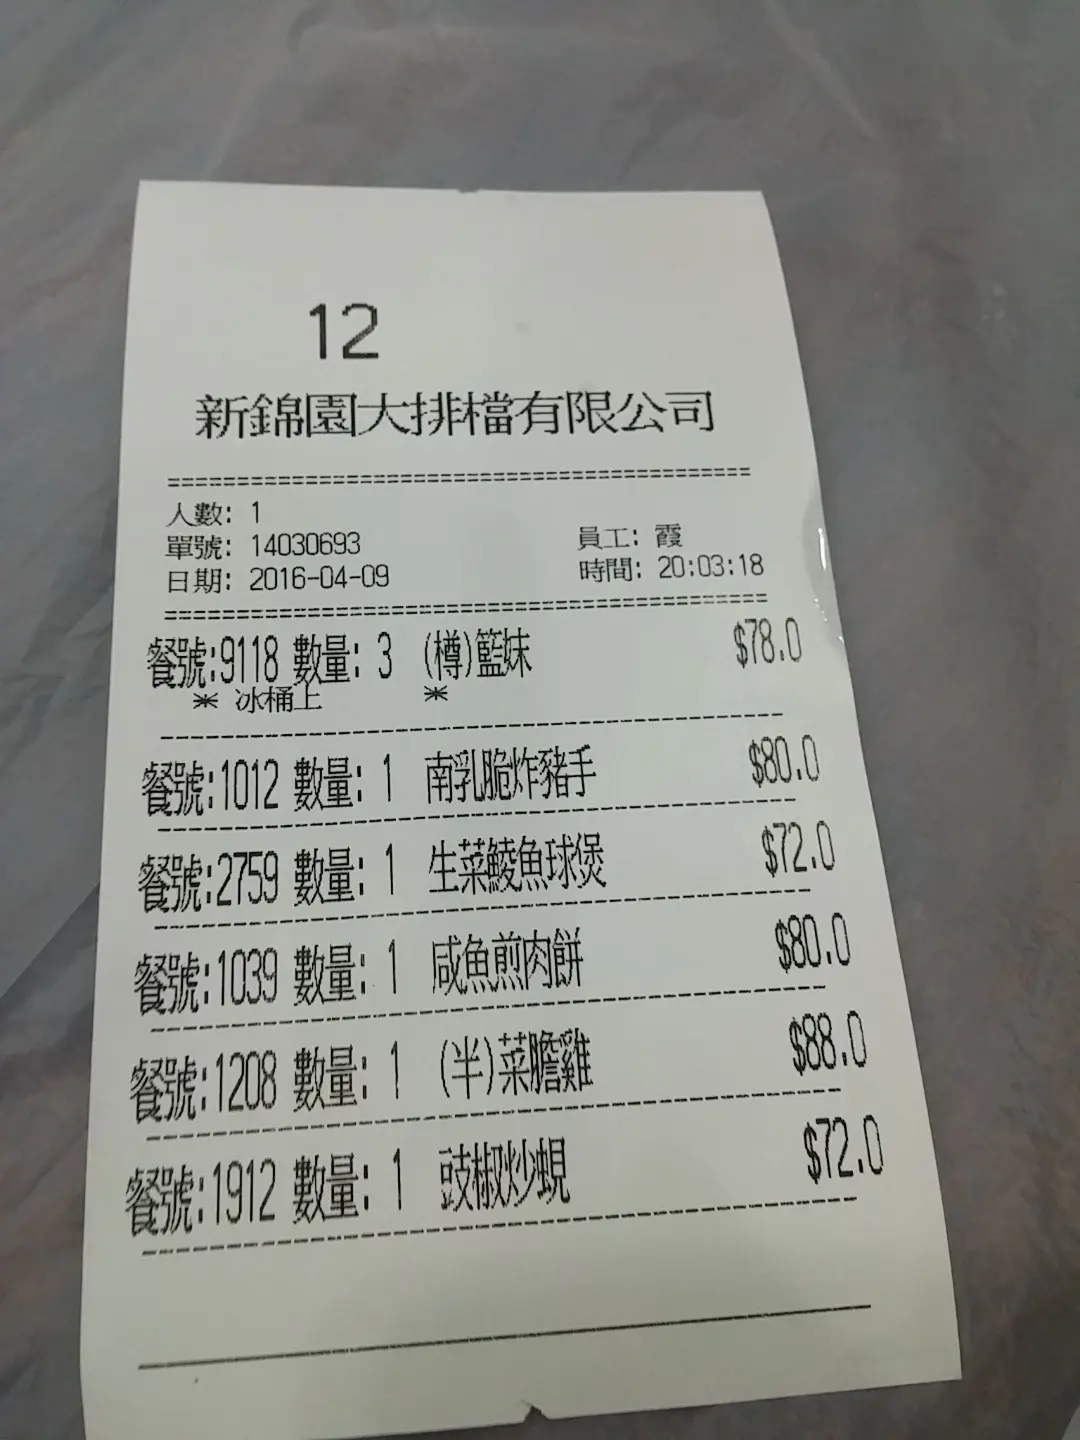 12
新錦園大排檔有限公司
人數: 1
單號: 14030693 員工: 霞
日期: 2016-04-09 時間: 20:03:18
餐號:9118 數量: 3 (樽)籃妹 $78.0
* 冰桶上 *
餐號:1012 數量: 1 南乳脆炸豬手 $80.0
餐號:2759 數量: 1 生菜鯪魚球煲 $72.0
餐號:1039 數量: 1 咸魚煎肉餅 $80.0
餐號:1208 數量: 1 (半)菜膽雞 $88.0
餐號:1912 數量: 1 豉椒炒蜆 $72.0